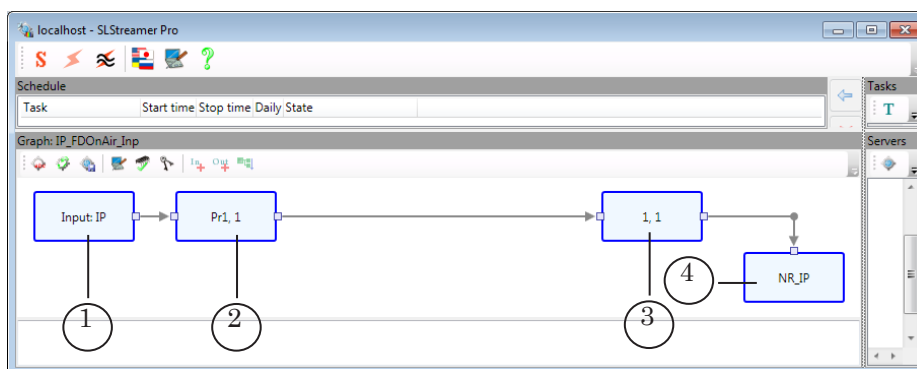 localhost - SLStreamer Pro
S
Schedule
Tasks
Task Start time Stop time Daily State
T
Graph: IP_FDOnAir_Inp
Servers
In Out
Input: IP
Pr1, 1
1, 1
NR_IP
1
2
3
4